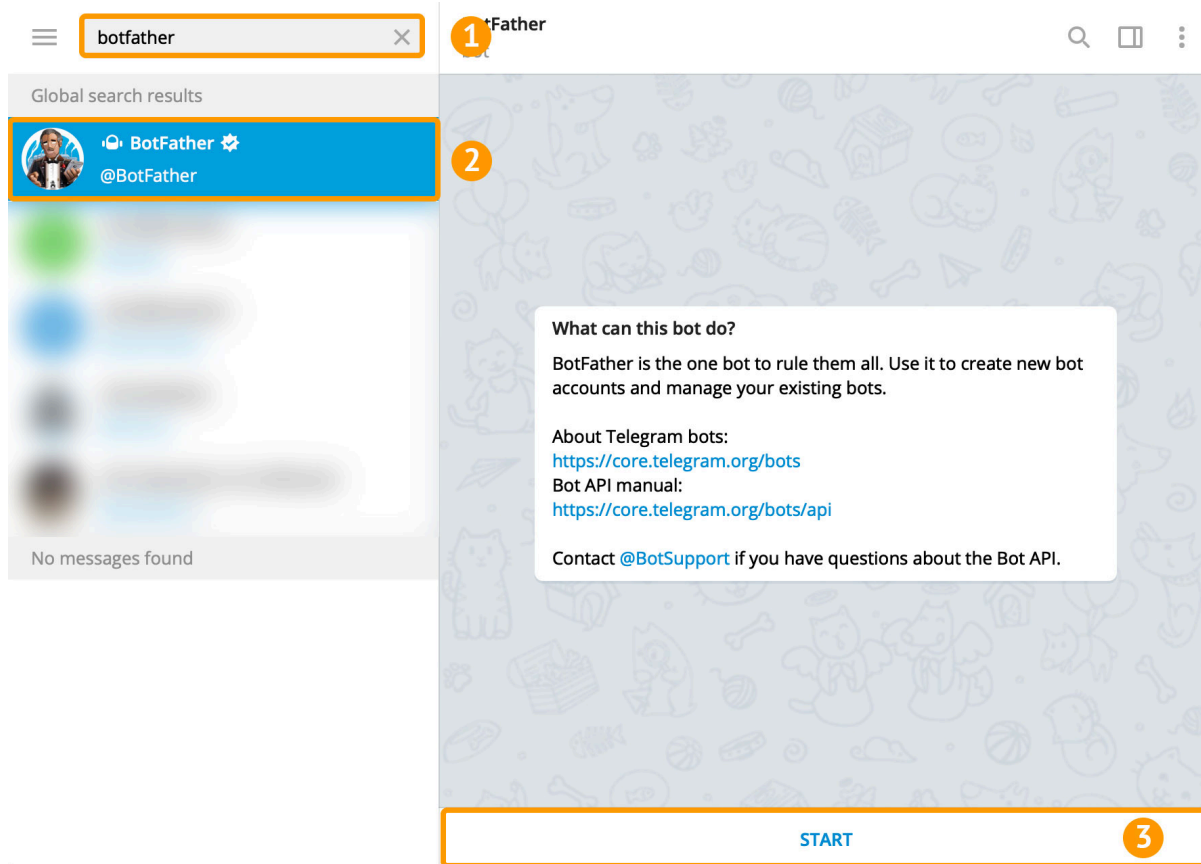 botfather
1
tFather
bot
Global search results
BotFather
@BotFather
2
What can this bot do?
BotFather is the one bot to rule them all. Use it to create new bot
accounts and manage your existing bots.
About Telegram bots:
https://core.telegram.org/bots
Bot API manual:
https://core.telegram.org/bots/api
Contact @BotSupport if you have questions about the Bot API.
No messages found
START
3